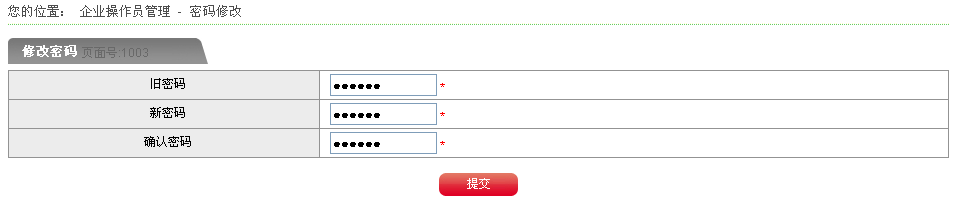 您的位置： 企业操作员管理 - 密码修改
修改密码 页面号:1003
旧密码 ●●●●●● *
新密码 ●●●●●● *
确认密码 ●●●●●● *
提交